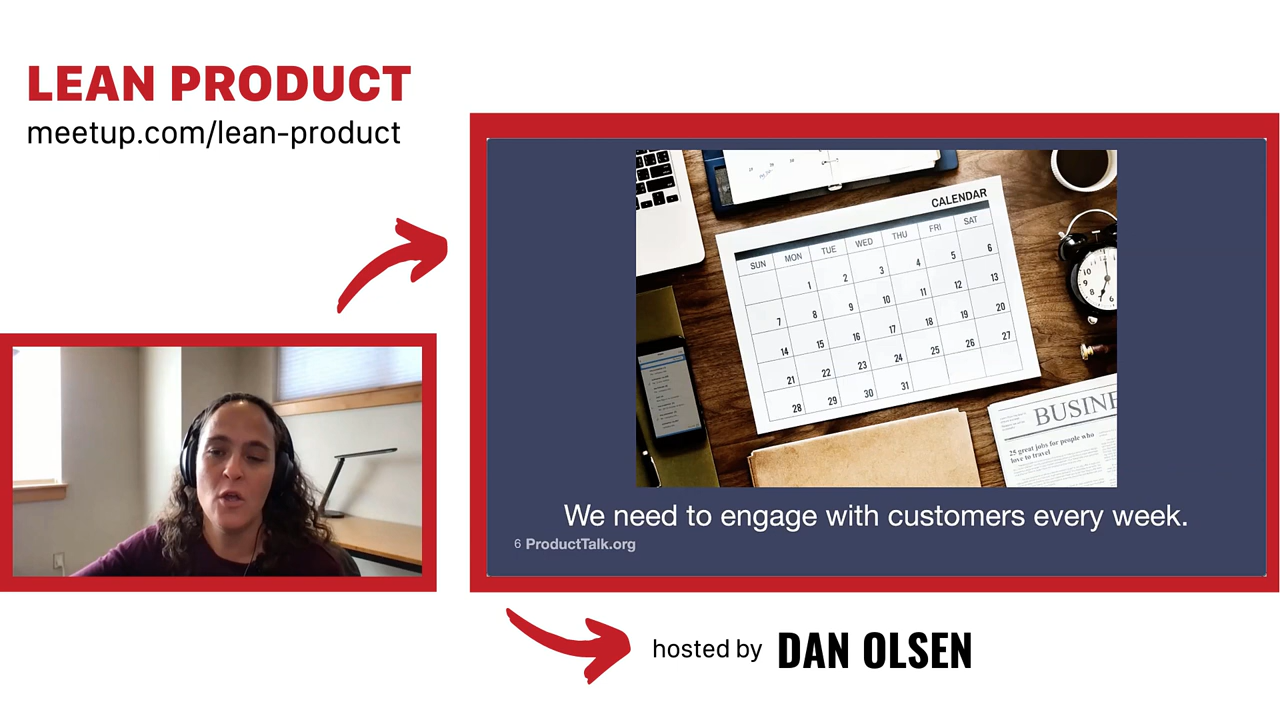 LEAN PRODUCT
meetup.com/lean-product
CALENDAR
SUN MON TUE WED THU FRI SAT
1 2 3 4 5 6
7 8 9 10 11 12 13
14 15 16 17 18 19 20
21 22 23 24 25 26 27
28 29 30 31
BUSINE
25 great jobs for people who
love to travel
We need to engage with customers every week.
6 ProductTalk.org
hosted by DAN OLSEN